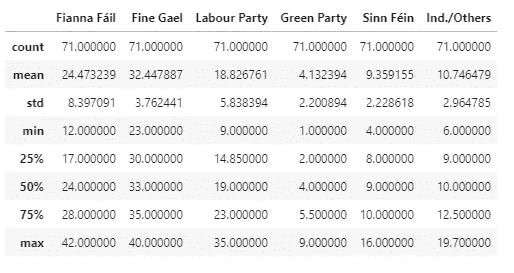 Fianna Fáil Fine Gael Labour Party Green Party Sinn Féin Ind./Others
count 71.000000 71.000000 71.000000 71.000000 71.000000 71.000000
mean 24.473239 32.447887 18.826761 4.132394 9.359155 10.746479
std 8.397091 3.762441 5.838394 2.200894 2.228618 2.964785
min 12.000000 23.000000 9.000000 1.000000 4.000000 6.000000
25% 17.000000 30.000000 14.850000 2.000000 8.000000 9.000000
50% 24.000000 33.000000 19.000000 4.000000 9.000000 10.000000
75% 28.000000 35.000000 23.000000 5.500000 10.000000 12.500000
max 42.000000 40.000000 35.000000 9.000000 16.000000 19.700000